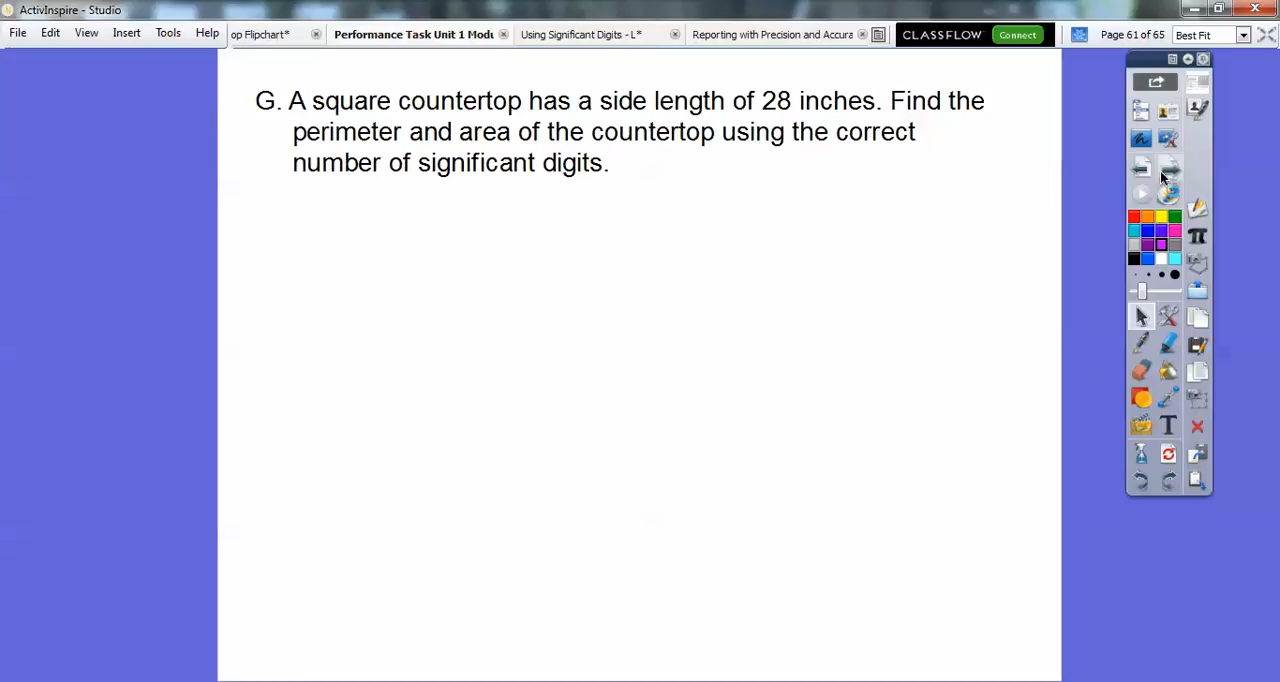 ActivInspire - Studio
File Edit View Insert Tools Help
op Flipchart* Performance Task Unit 1 Modu Using Significant Digits - L* Reporting with Precision and Accura CLASSFLOW Connect Page 61 of 65 Best Fit
G. A square countertop has a side length of 28 inches. Find the
perimeter and area of the countertop using the correct
number of significant digits.
T